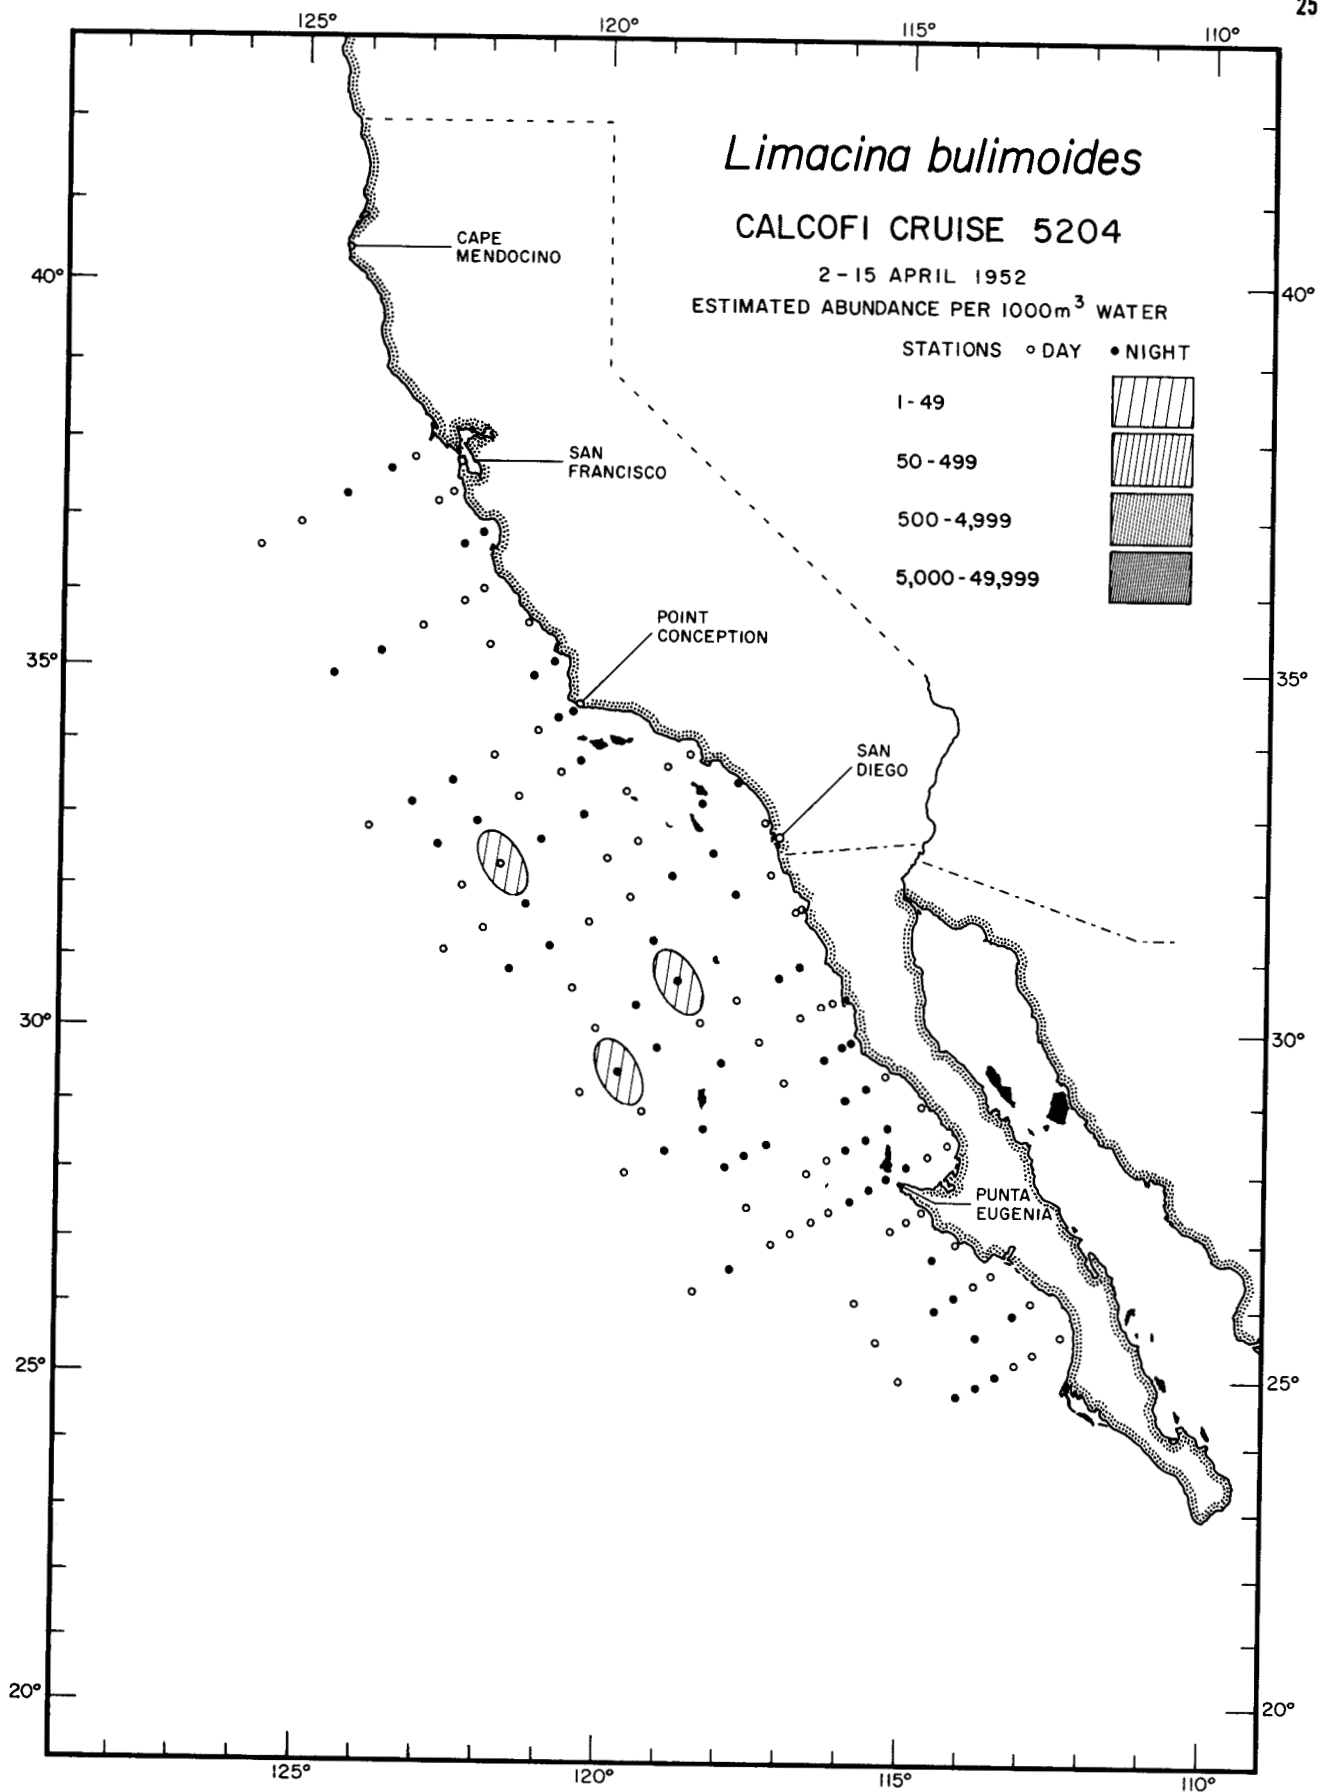 25
125°
120°
115°
110°
Limacina bulimoides
CALCOFI CRUISE 5204
2-15 APRIL 1952
ESTIMATED ABUNDANCE PER 1000m³ WATER
STATIONS ○ DAY ● NIGHT
1-49
50-499
500-4,999
5,000-49,999
CAPE
MENDOCINO
40°
40°
SAN
FRANCISCO
POINT
CONCEPTION
35°
35°
SAN
DIEGO
30°
30°
PUNTA
EUGENIA
25°
25°
20°
20°
125°
120°
115°
110°